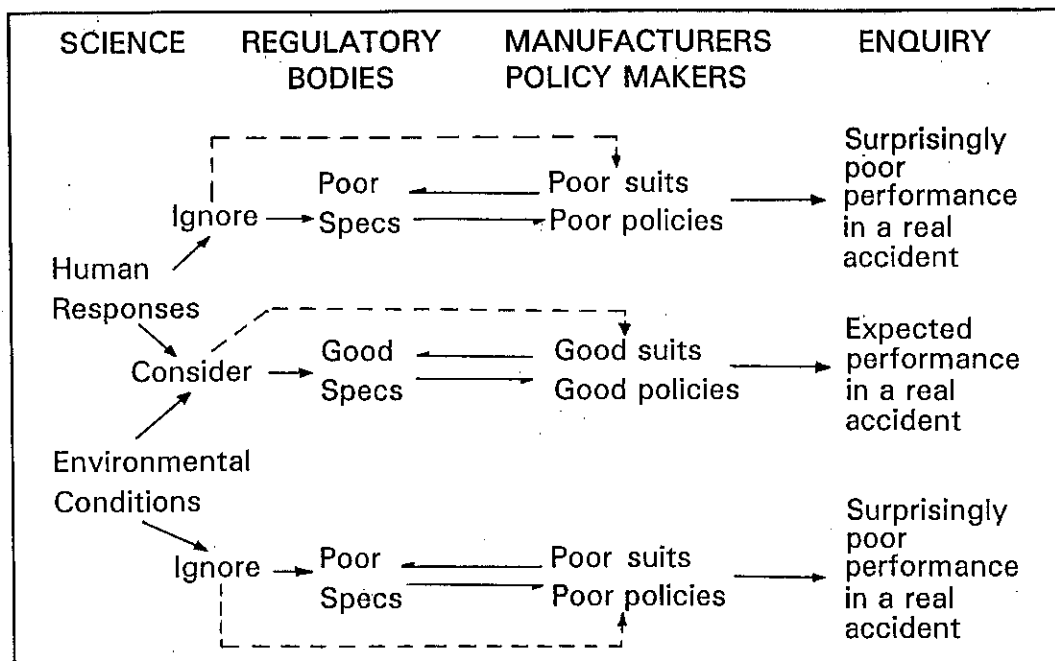 SCIENCE
REGULATORY
BODIES
MANUFACTURERS
POLICY MAKERS
ENQUIRY
Human
Responses
Environmental
Conditions
Ignore
Poor
Specs
Poor suits
Poor policies
Surprisingly
poor
performance
in a real
accident
Consider
Good
Specs
Good suits
Good policies
Expected
performance
in a real
accident
Ignore
Poor
Specs
Poor suits
Poor policies
Surprisingly
poor
performance
in a real
accident